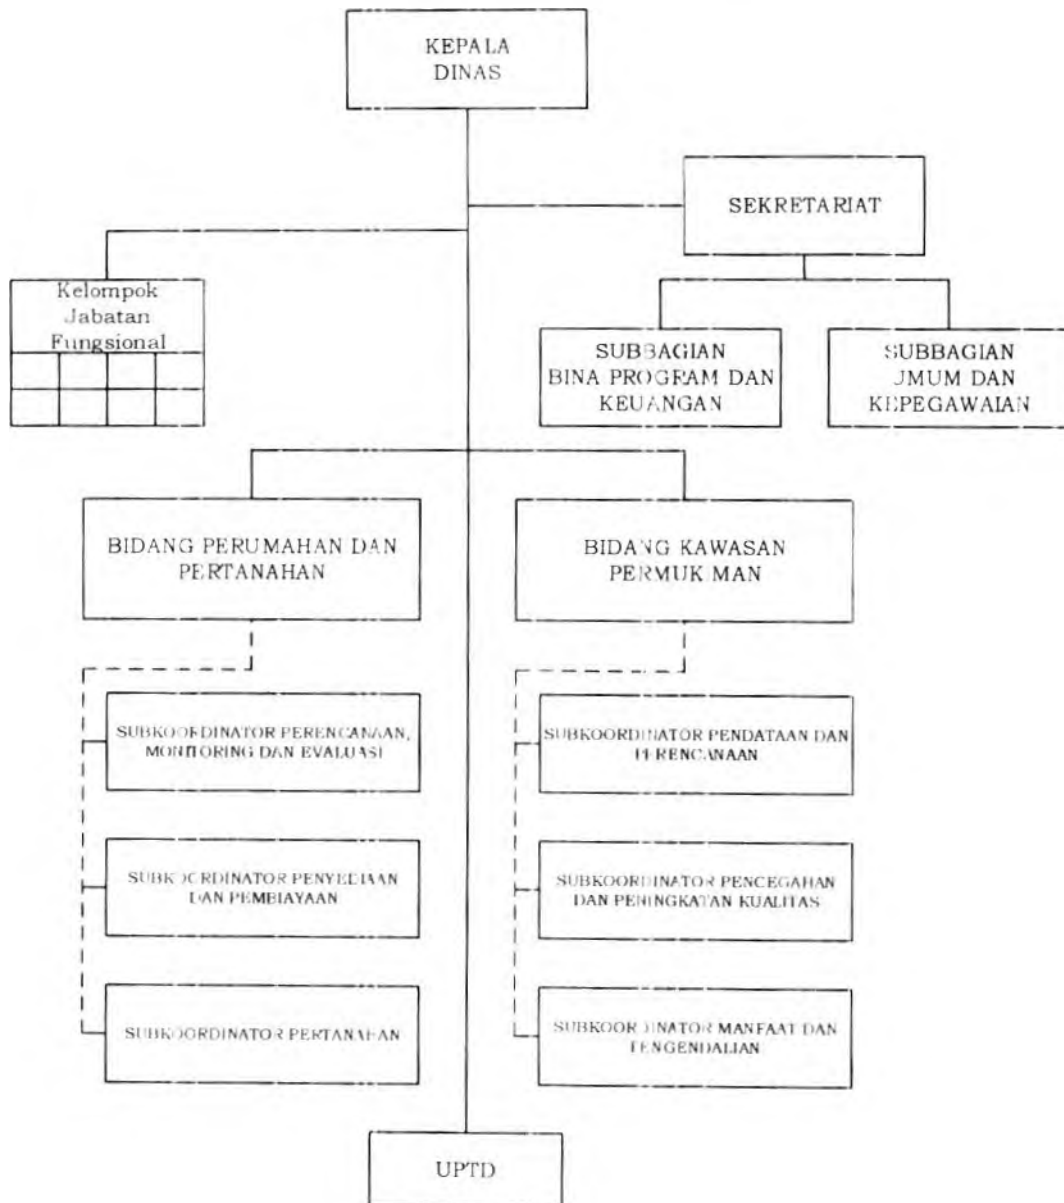 KEPALA
DINAS
SEKRETARIAT
Kelompok
Jabatan
Fungsional
SUBBAGIAN
BINA PROGRAM DAN
KEUANGAN
SUBBAGIAN
UMUM DAN
KEPEGAWAIAN
BIDANG PERUMAHAN DAN
PERTANAHAN
BIDANG KAWASAN
PERMUKIMAN
SUBKOORDINATOR PERENCANAAN,
MONITORING DAN EVALUASI
SUBKOORDINATOR PENDATAAN DAN
PERENCANAAN
SUBKOORDINATOR PENYEDIAAN
DAN PEMBIAYAAN
SUBKOORDINATOR PENCEGAHAN
DAN PENINGKATAN KUALITAS
SUBKOORDINATOR PERTANAHAN
SUBKOORDINATOR MANFAAT DAN
PENGENDALIAN
UPTD